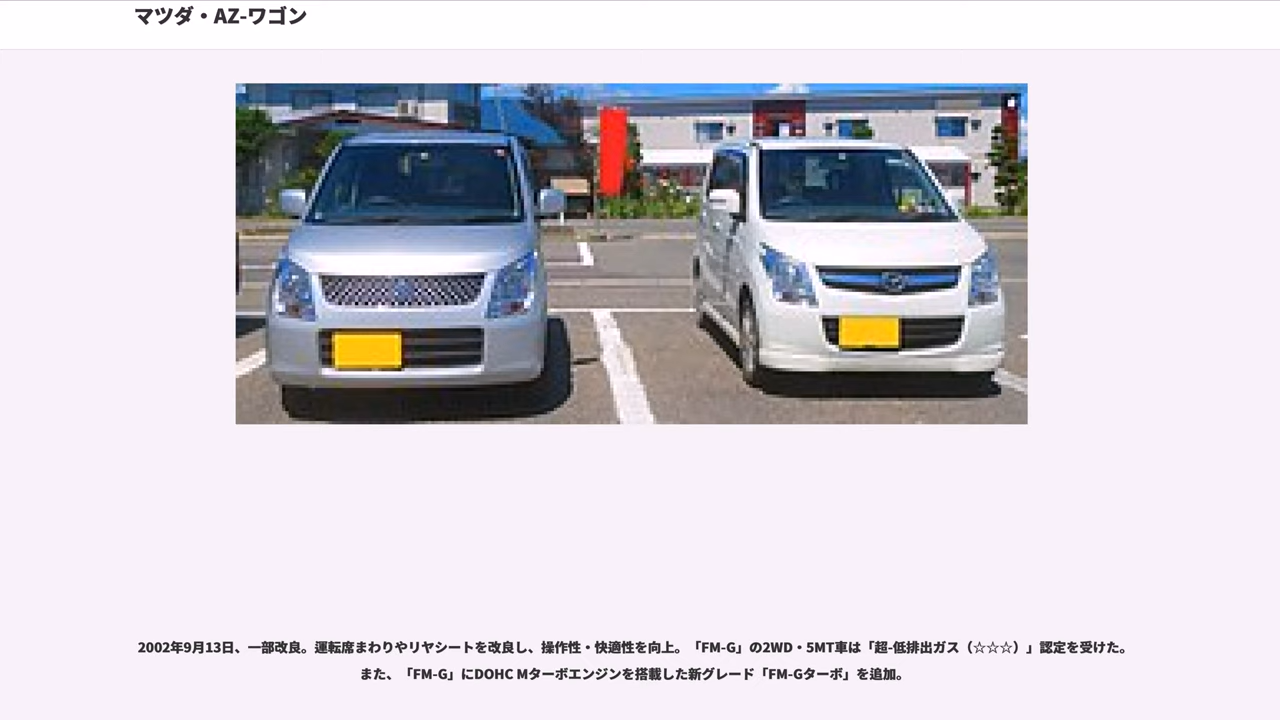 マツダ・AZ-ワゴン
2002年9月13日、一部改良。運転席まわりやリヤシートを改良し、操作性・快適性を向上。「FM-G」の2WD・5MT車は「超-低排出ガス（☆☆☆）」認定を受けた。
また、「FM-G」にDOHC Mターボエンジンを搭載した新グレード「FM-Gターボ」を追加。